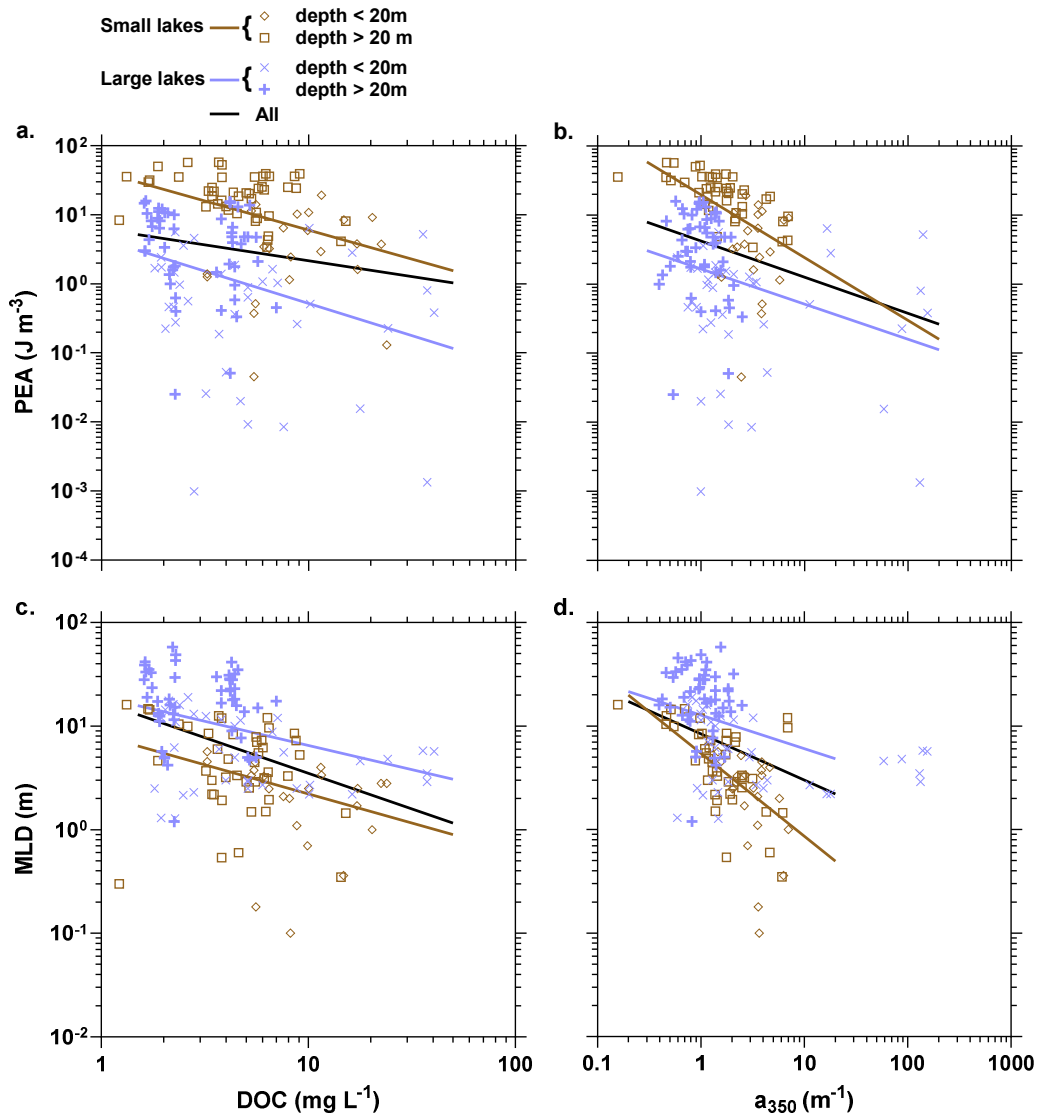 Small lakes { depth < 20m
depth > 20 m
Large lakes { depth < 20m
depth > 20m
All
a.
b.
10²
10¹
10⁰
10⁻¹
10⁻²
10⁻³
10⁻⁴
PEA (J m⁻³)
c.
d.
10²
10¹
10⁰
10⁻¹
10⁻²
MLD (m)
1 10 100
0.1 1 10 100 1000
DOC (mg L⁻¹)
a₃₅₀ (m⁻¹)